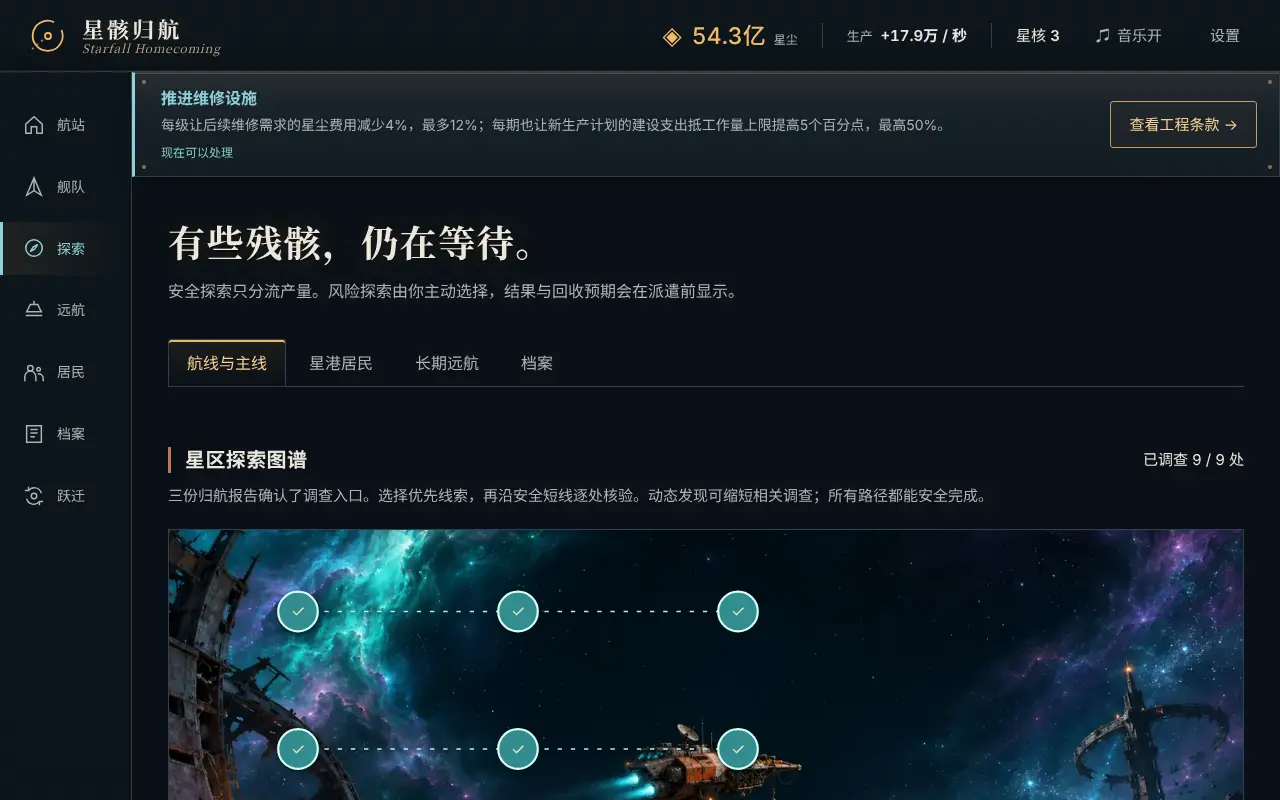 星骸归航
Starfall Homecoming
54.3亿 星尘
生产 +17.9万 / 秒
星核 3
音乐开
设置
航站
舰队
探索
远航
居民
档案
跃迁
推进维修设施
每级让后续维修需求的星尘费用减少4%，最多12%；每期也让新生产计划的建设支出抵工作量上限提高5个百分点，最高50%。
现在可以处理
查看工程条款 →
有些残骸，仍在等待。
安全探索只分流产量。风险探索由你主动选择，结果与回收预期会在派遣前显示。
航线与主线
星港居民
长期远航
档案
星区探索图谱
已调查 9 / 9 处
三份归航报告确认了调查入口。选择优先线索，再沿安全短线逐处核验。动态发现可缩短相关调查；所有路径都能安全完成。